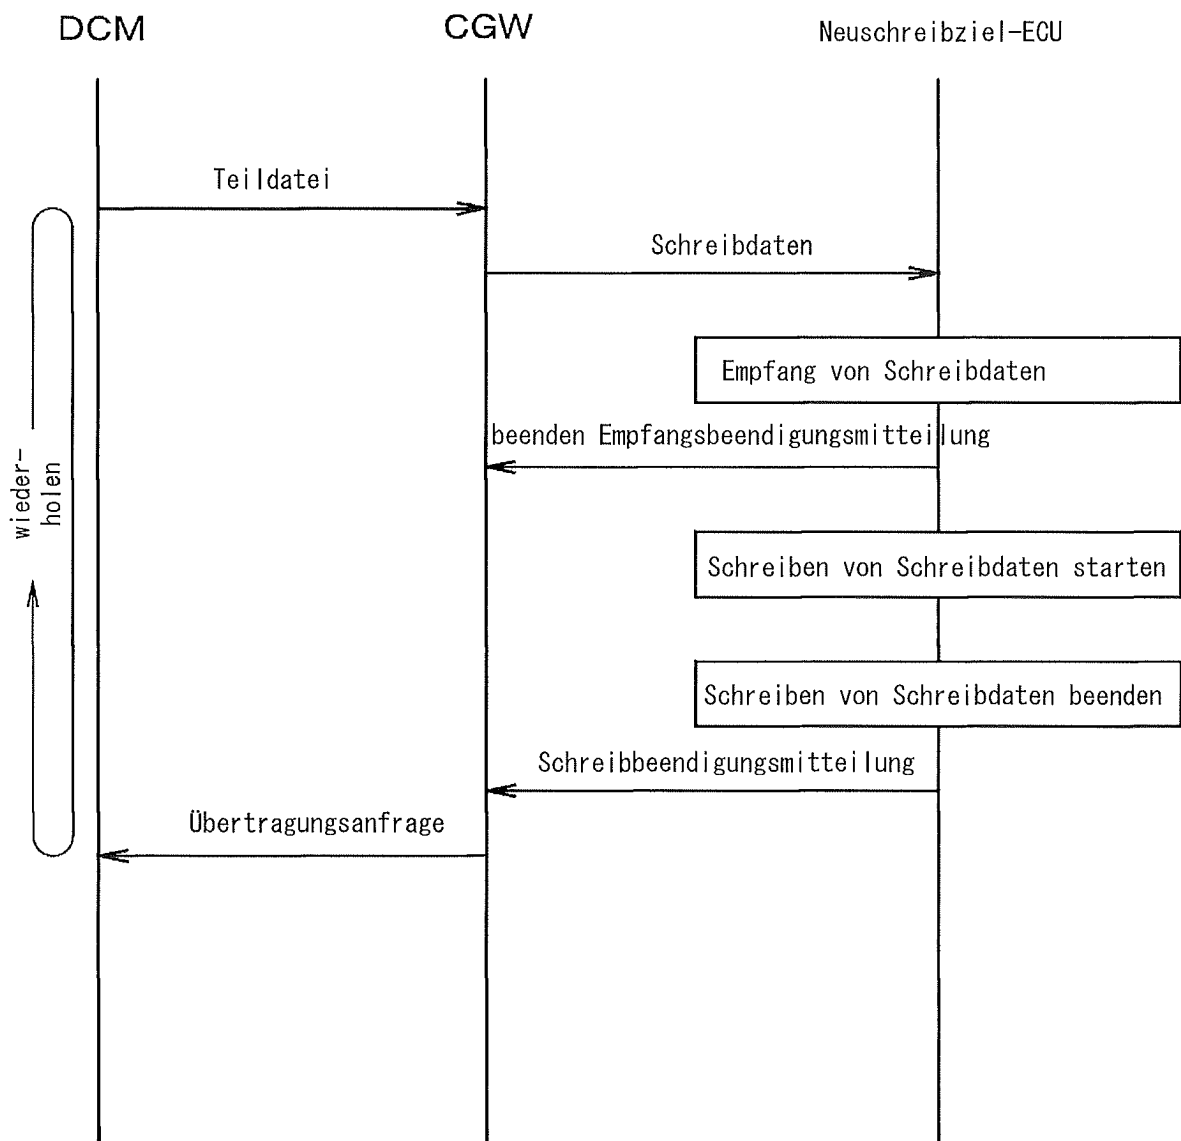 DCM
CGW
Neuschreibziel-ECU
Teildatei
Schreibdaten
Empfang von Schreibdaten
beenden Empfangsbeendigungsmitteilung
wieder-
holen
Schreiben von Schreibdaten starten
Schreiben von Schreibdaten beenden
Schreibbeendigungsmitteilung
Übertragungsanfrage